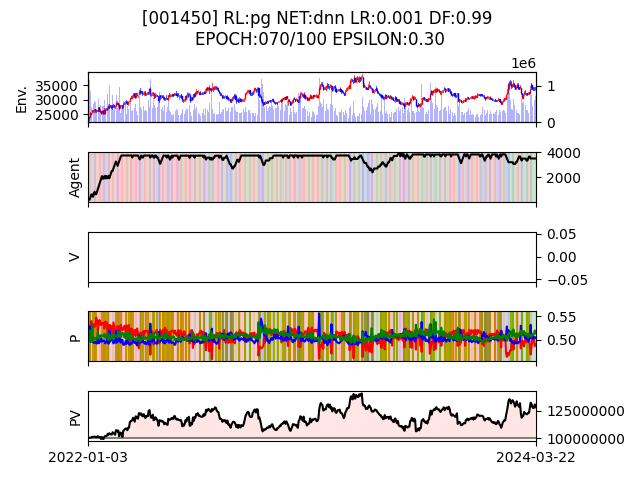 [001450] RL:pg NET:dnn LR:0.001 DF:0.99
EPOCH:070/100 EPSILON:0.30
1e6
Env.
35000
30000
25000
1
0
Agent
4000
2000
V
0.05
0.00
−0.05
P
0.55
0.50
PV
125000000
100000000
2022-01-03
2024-03-22